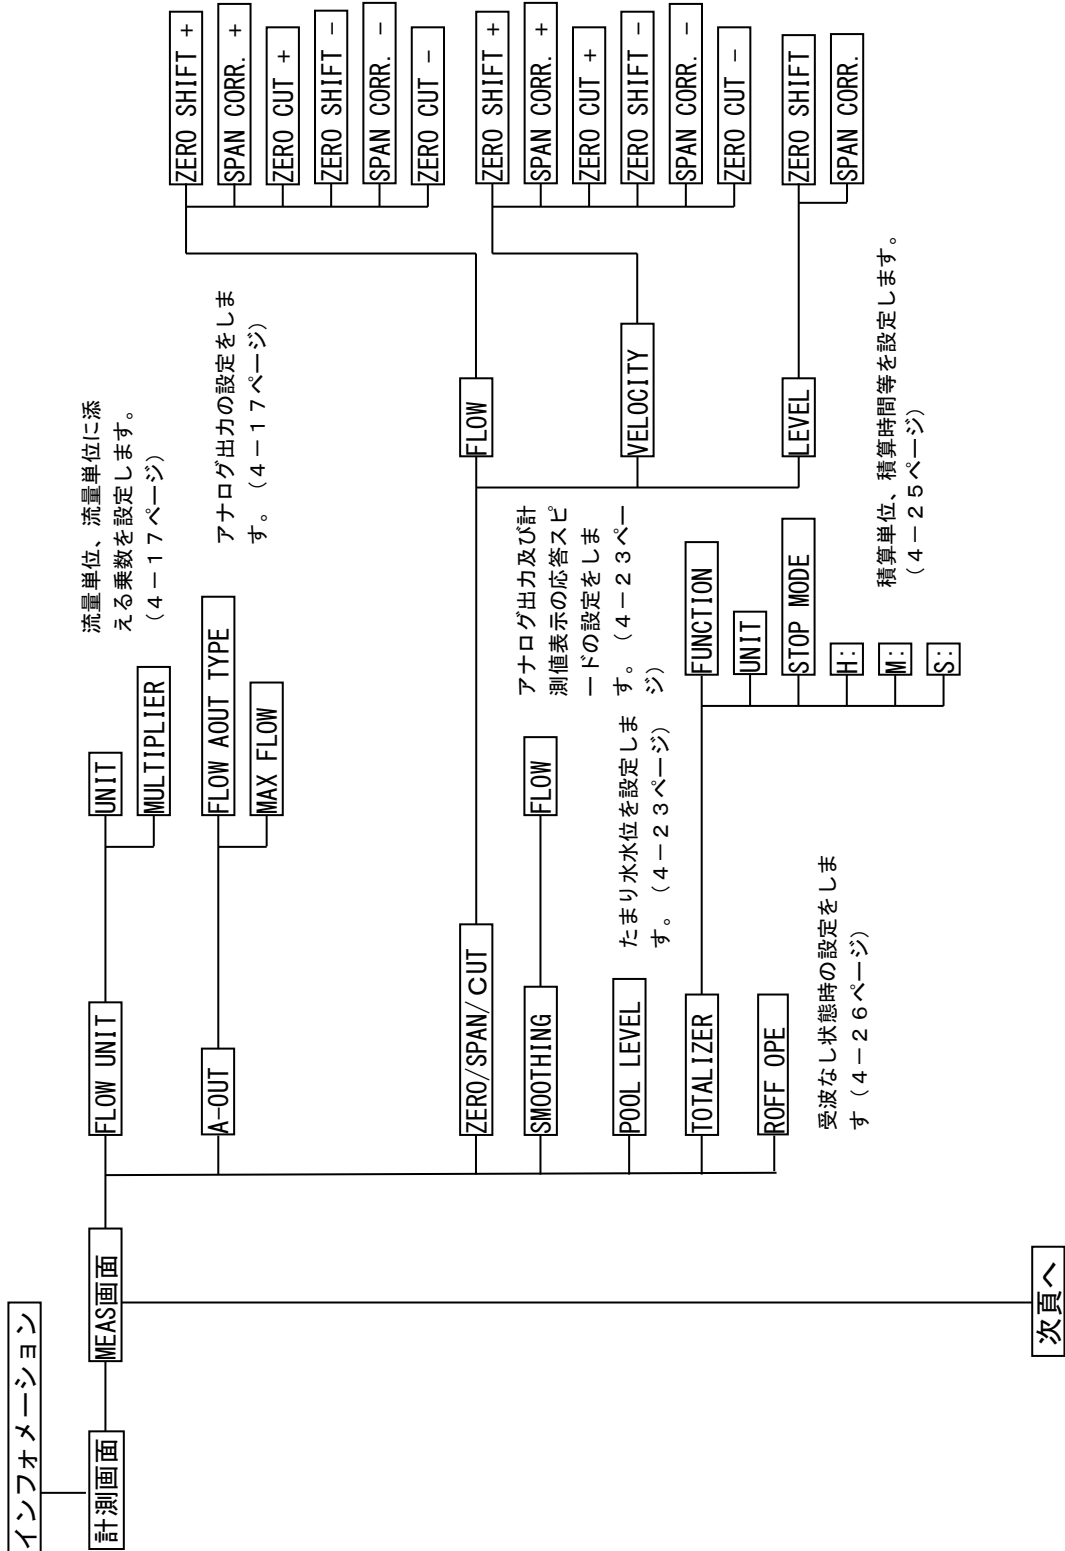 インフォメーション
計測画面
MEAS画面
次頁へ
FLOW UNIT
UNIT
MULTIPLIER
流量単位、流量単位に添
える乗数を設定します。
（４－１７ページ）
A-OUT
FLOW AOUT TYPE
MAX FLOW
アナログ出力の設定をしま
す。（４－１７ページ）
ZERO/SPAN/CUT
FLOW
ZERO SHIFT +
SPAN CORR. +
ZERO CUT +
ZERO SHIFT -
SPAN CORR. -
ZERO CUT -
VELOCITY
ZERO SHIFT +
SPAN CORR. +
ZERO CUT +
ZERO SHIFT -
SPAN CORR. -
ZERO CUT -
LEVEL
ZERO SHIFT
SPAN CORR.
SMOOTHING
FLOW
アナログ出力及び計
測値表示の応答スピ
ードの設定をしま
す。（４－２３ペー
ジ）
POOL LEVEL
たまり水水位を設定しま
す。（４－２３ページ）
TOTALIZER
FUNCTION
UNIT
STOP MODE
H:
M:
S:
積算単位、積算時間等を設定します。
（４－２５ページ）
ROFF OPE
受波なし状態時の設定をしま
す（４－２６ページ）